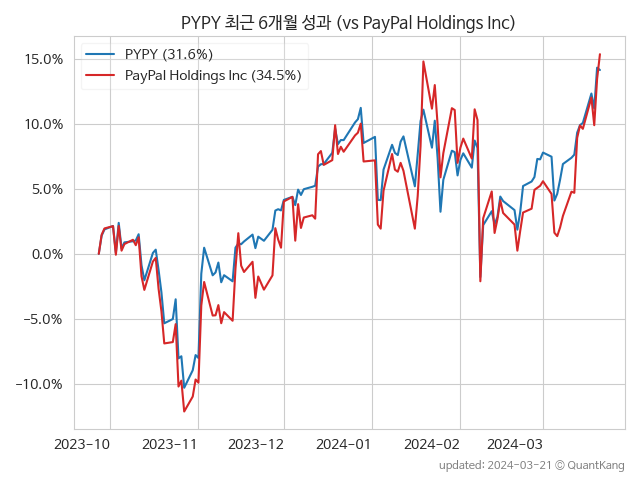 PYPY 최근 6개월 성과 (vs PayPal Holdings Inc)
PYPY (31.6%)
PayPal Holdings Inc (34.5%)
15.0%
10.0%
5.0%
0.0%
−5.0%
−10.0%
2023-10 2023-11 2023-12 2024-01 2024-02 2024-03
updated: 2024-03-21 © QuantKang